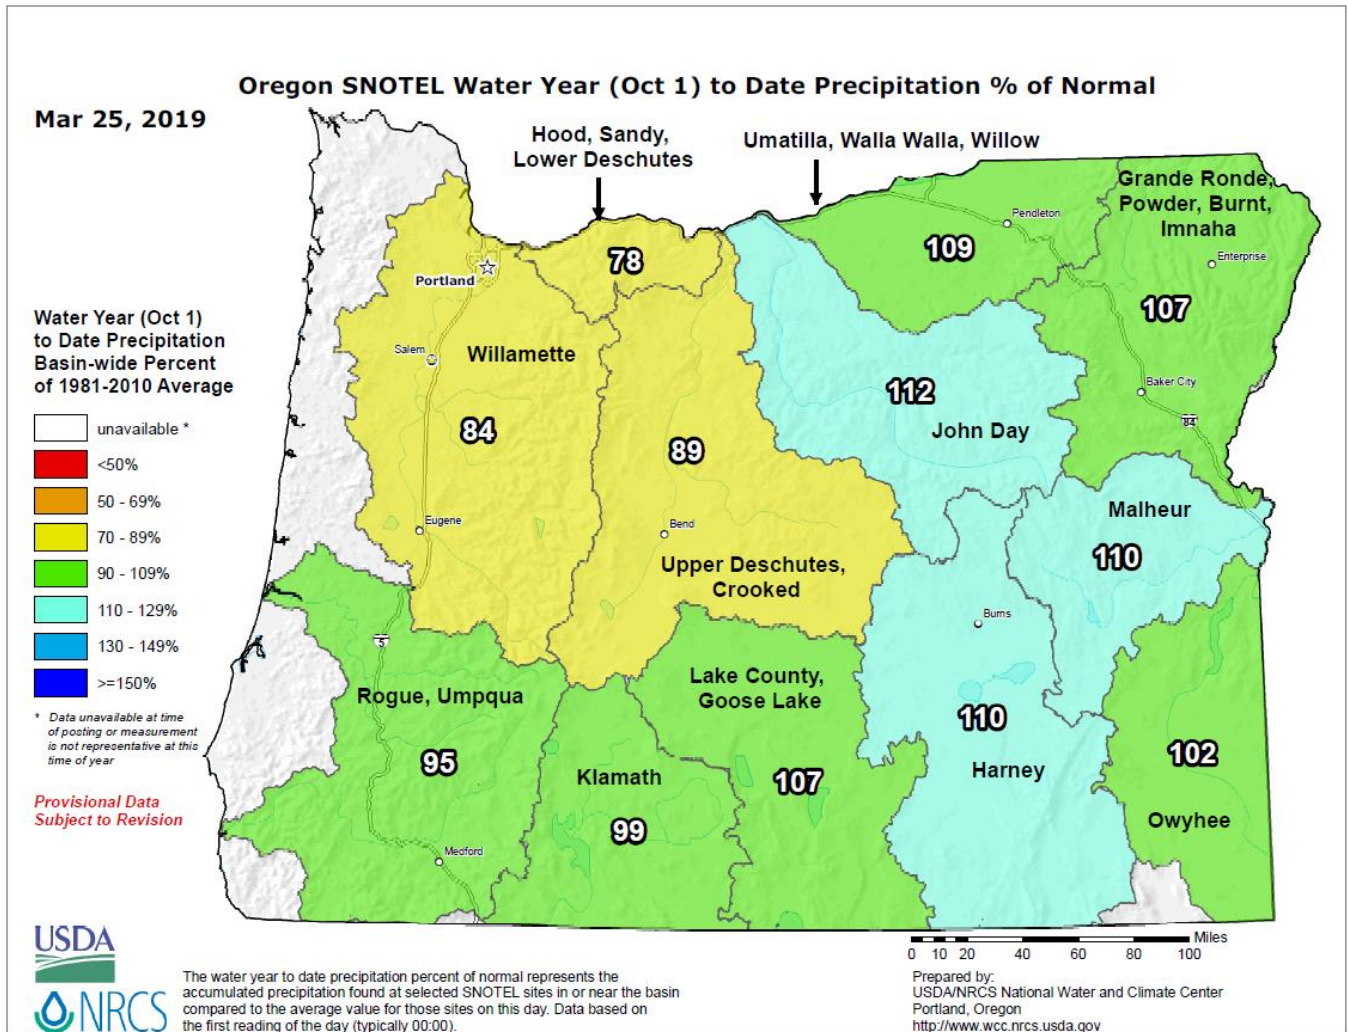 Oregon SNOTEL Water Year (Oct 1) to Date Precipitation % of Normal
Mar 25, 2019
Hood, Sandy,
Lower Deschutes
Umatilla, Walla Walla, Willow
Grande Ronde,
Powder, Burnt,
Imnaha
Pendleton
109
Enterprise
78
Portland
107
Water Year (Oct 1)
to Date Precipitation
Basin-wide Percent
of 1981-2010 Average
Salem
Willamette
Baker City
112
John Day
84
84
89
unavailable *
<50%
50 - 69%
70 - 89%
90 - 109%
110 - 129%
130 - 149%
>=150%
Eugene
Bend
Malheur
110
Upper Deschutes,
Crooked
Burns
5
Rogue, Umpqua
Lake County,
Goose Lake
* Data unavailable at time
of posting or measurement
is not representative at this
time of year
110
Harney
95
Klamath
107
102
Provisional Data
Subject to Revision
99
Owyhee
Medford
USDA
NRCS
The water year to date precipitation percent of normal represents the
accumulated precipitation found at selected SNOTEL sites in or near the basin
compared to the average value for those sites on this day. Data based on
the first reading of the day (typically 00:00).
Miles
0 10 20 40 60 80 100
Prepared by:
USDA/NRCS National Water and Climate Center
Portland, Oregon
http://www.wcc.nrcs.usda.gov